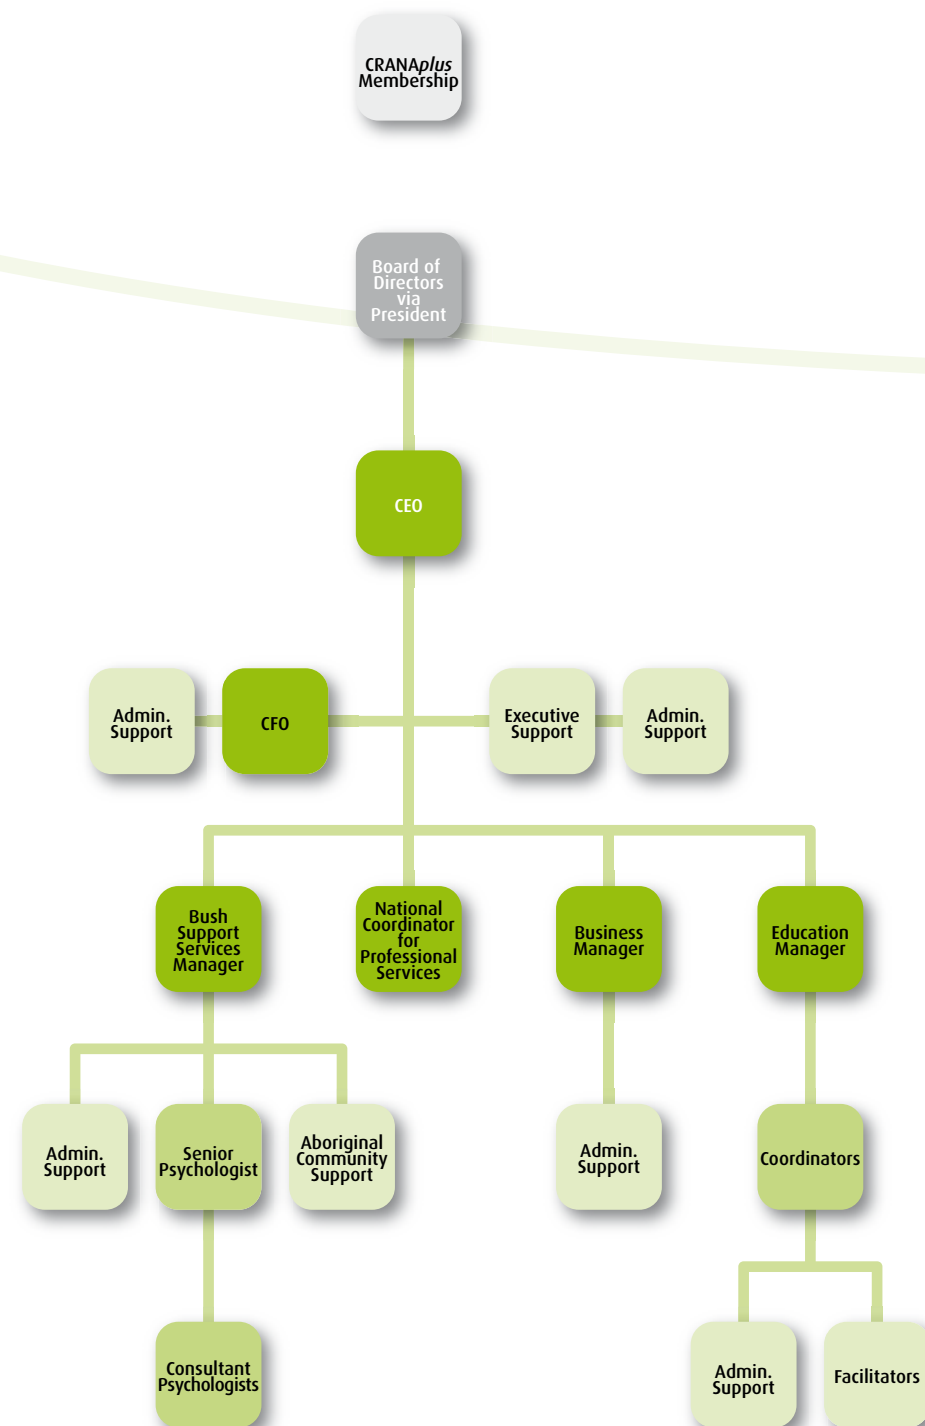 CRANAplus
Membership
Board of
Directors
via
President
CEO
Admin.
Support
CFO
Executive
Support
Admin.
Support
Bush
Support
Services
Manager
National
Coordinator
for
Professional
Services
Business
Manager
Education
Manager
Admin.
Support
Senior
Psychologist
Aboriginal
Community
Support
Admin.
Support
Coordinators
Consultant
Psychologists
Admin.
Support
Facilitators